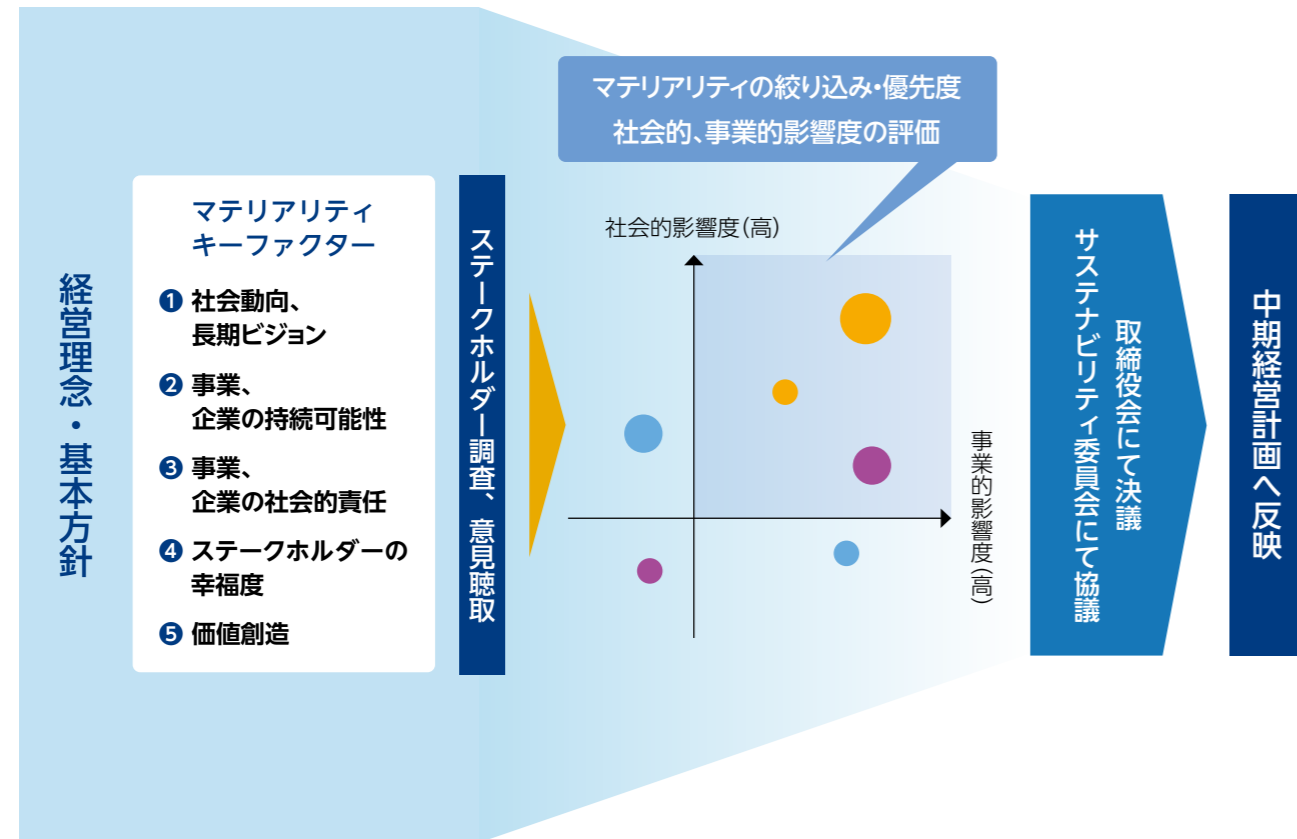 経営理念・基本方針
マテリアリティ
キーファクター
❶ 社会動向、
長期ビジョン
❷ 事業、
企業の持続可能性
❸ 事業、
企業の社会的責任
❹ ステークホルダーの
幸福度
❺ 価値創造
ステークホルダー調査、意見聴取
マテリアリティの絞り込み・優先度
社会的、事業的影響度の評価
社会的影響度(高)
事業的影響度(高)
取締役会にて決議
サステナビリティ委員会にて協議
中期経営計画へ反映